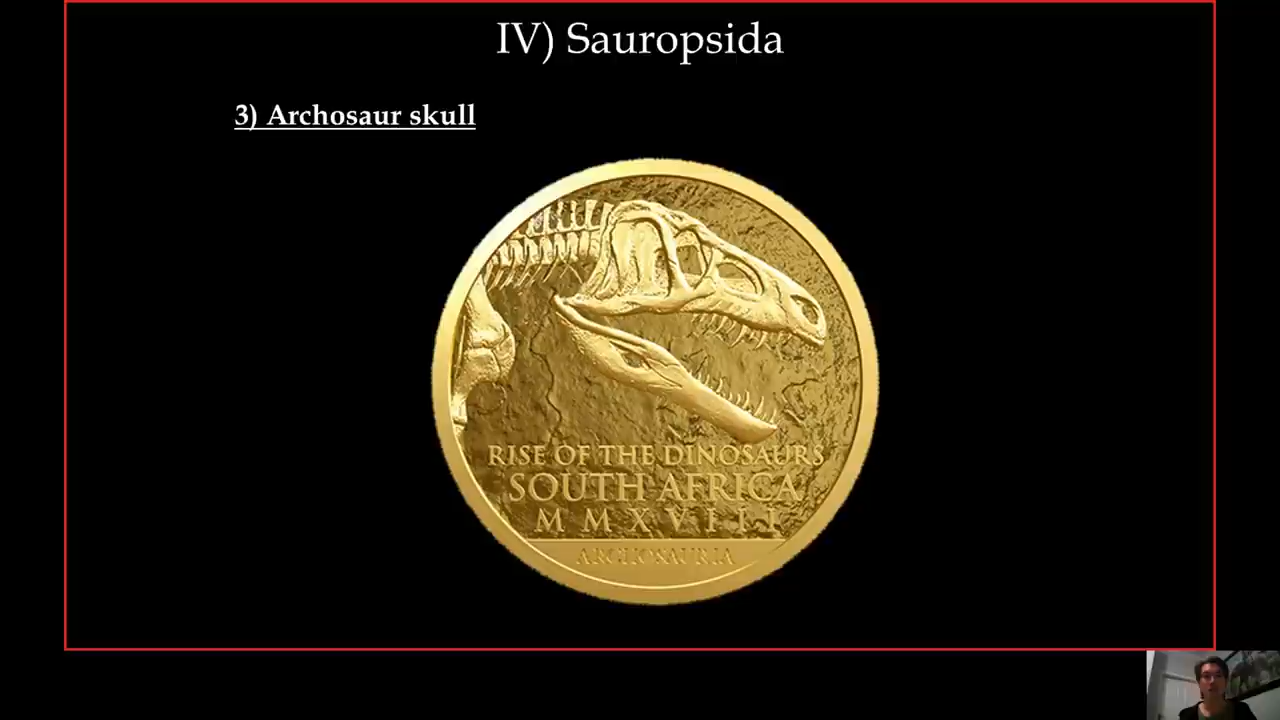 IV) Sauropsida
3) Archosaur skull
RISE OF THE DINOSAURS
SOUTH AFRICA
MMXVIII
ARCHOSAURIA